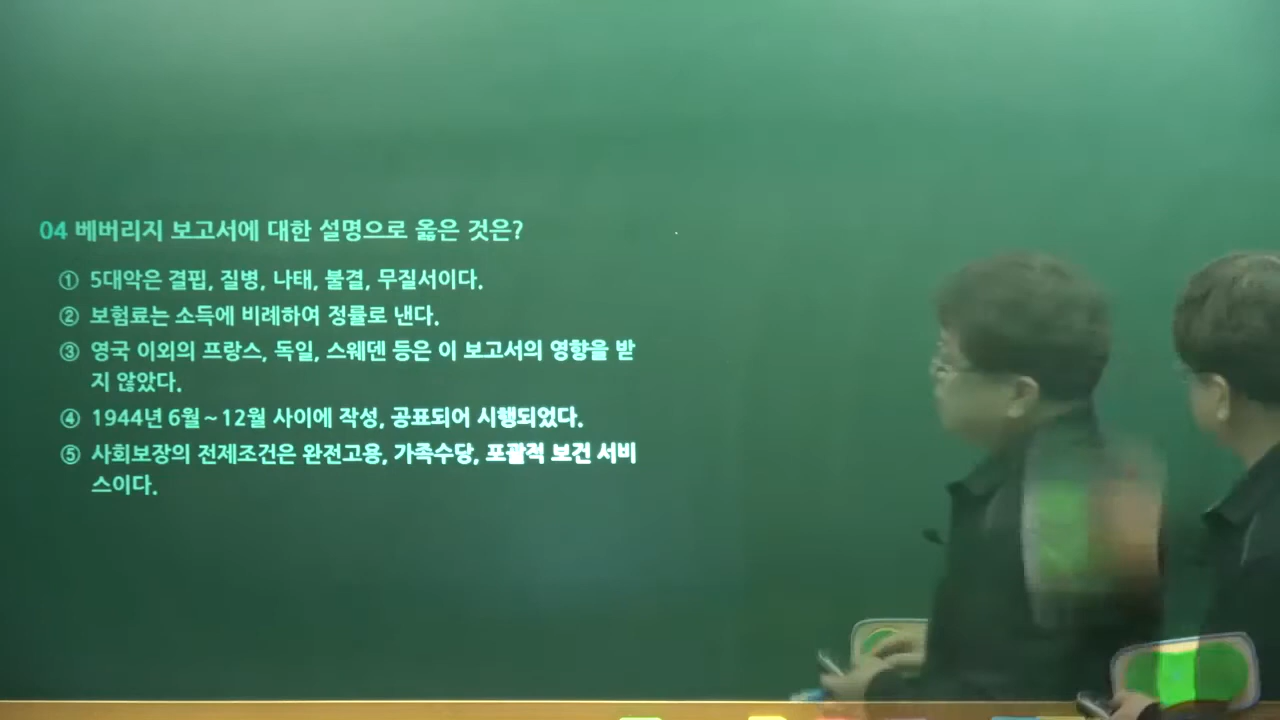 04 베버리지 보고서에 대한 설명으로 옳은 것은?
① 5대악은 결핍, 질병, 나태, 불결, 무질서이다.
② 보험료는 소득에 비례하여 정률로 낸다.
③ 영국 이외의 프랑스, 독일, 스웨덴 등은 이 보고서의 영향을 받
지 않았다.
④ 1944년 6월~12월 사이에 작성, 공표되어 시행되었다.
⑤ 사회보장의 전제조건은 완전고용, 가족수당, 포괄적 보건 서비
스이다.